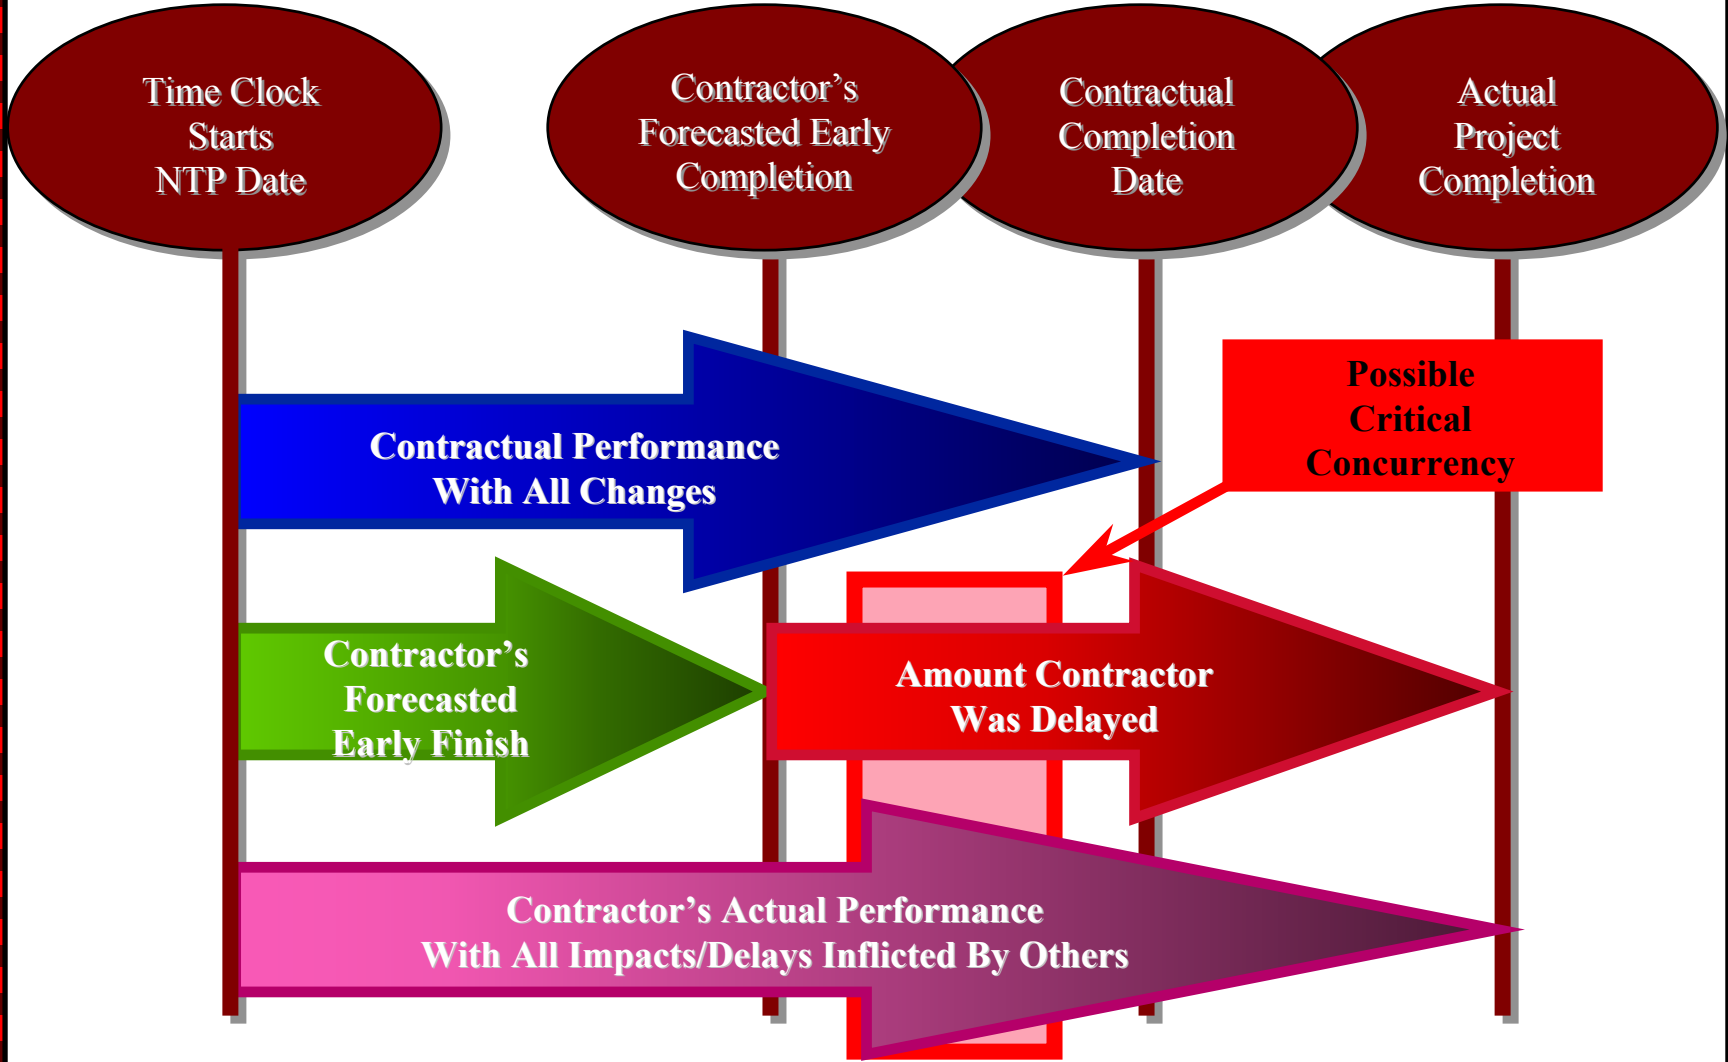 Time Clock
Starts
NTP Date
Contractor’s
Forecasted Early
Completion
Contractual
Completion
Date
Actual
Project
Completion
Possible
Critical
Concurrency
Contractual Performance
With All Changes
Contractor’s
Forecasted
Early Finish
Amount Contractor
Was Delayed
Contractor’s Actual Performance
With All Impacts/Delays Inflicted By Others